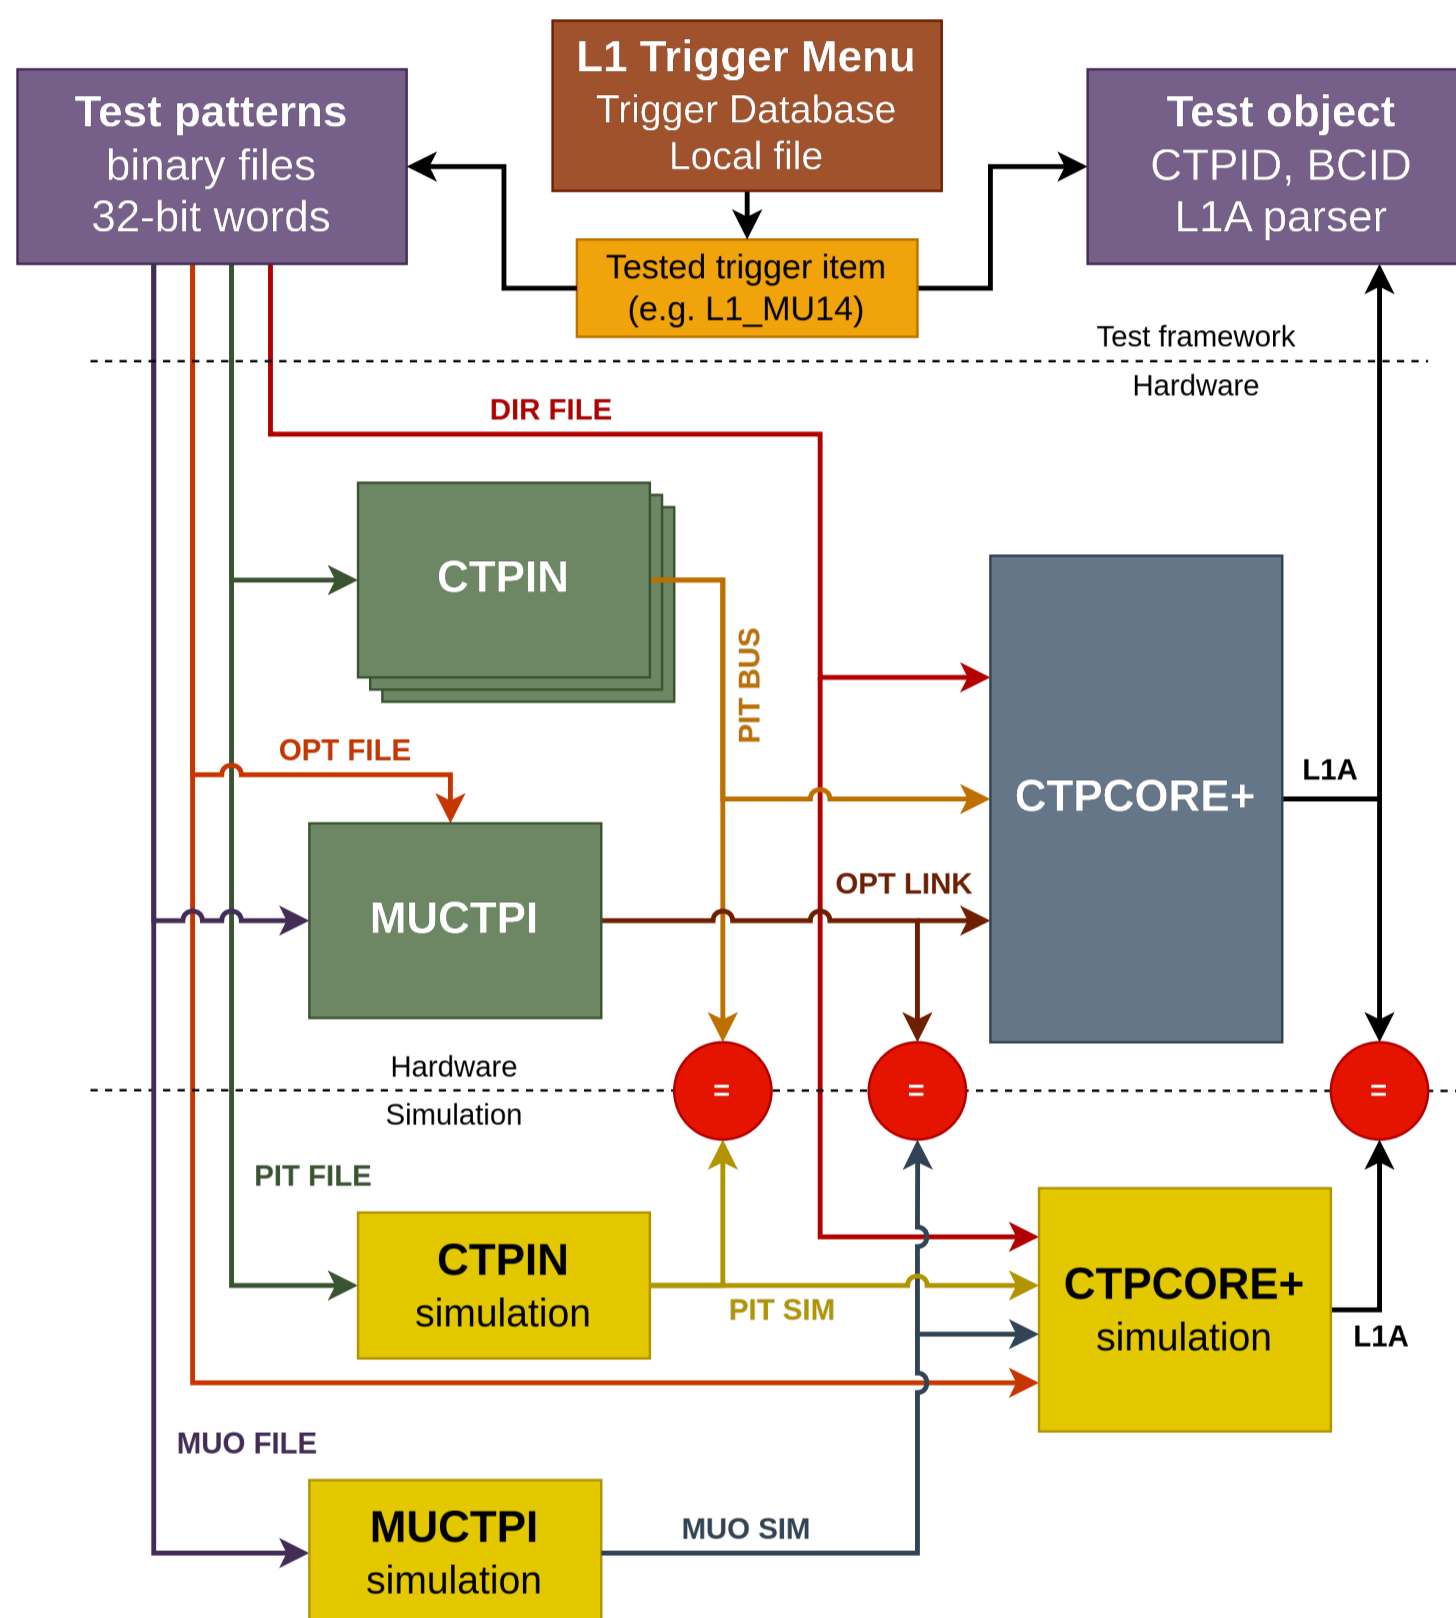 L1 Trigger Menu
Trigger Database
Local file
Test patterns
binary files
32-bit words
Test object
CTPID, BCID
L1A parser
Tested trigger item
(e.g. L1_MU14)
Test framework
Hardware
DIR FILE
CTPIN
PIT BUS
OPT FILE
CTPCORE+
L1A
OPT LINK
MUCTPI
Hardware
=
=
=
Simulation
PIT FILE
CTPIN
simulation
PIT SIM
CTPCORE+
simulation
L1A
MUO FILE
MUCTPI
simulation
MUO SIM